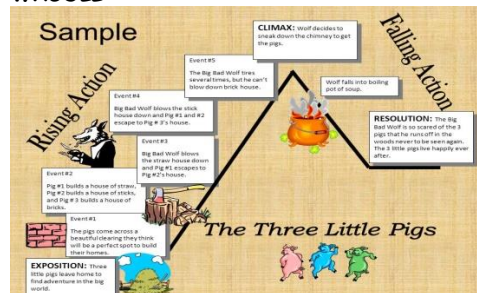 Sample
CLIMAX: Wolf decides to
sneak down the chimney to get
the pigs.
Falling Action
Event #5
The Big Bad Wolf tires
several times, but he can't
blow down brick house.
Wolf falls into boiling
pot of soup.
Rising Action
Event #4
Big Bad Wolf blows the stick
house down and Pig #1 and #2
escape to Pig # 3's house.
RESOLUTION: The Big
Bad Wolf is so scared of the 3
pigs that he runs off in the
woods never to be seen again.
The 3 little pigs live happily ever
after.
Event #3
Big Bad Wolf blows
the straw house down
and Pig #1 escapes to
Pig #2's house.
Event #2
Pig #1 builds a house of straw,
Pig #2 builds a house of sticks,
and Pig #3 builds a house of
bricks.
Event #1
The pigs come across a
beautiful clearing they think
will be a perfect spot to build
their homes.
The Three Little Pigs
EXPOSITION: Three
little pigs leave home to
find adventure in the big
world.